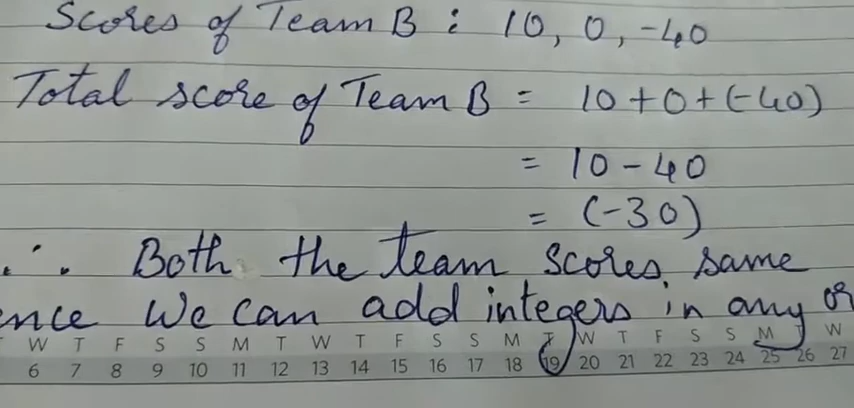 Scores of Team B : 10, 0, -40
Total score of Team B = 10 + 0 + (-40)
= 10 - 40
= (-30)
∴ Both the team scores same
we can add integers in any
W T F S S M T W T F S S M T W T F S S M T W
6 7 8 9 10 11 12 13 14 15 16 17 18 19 20 21 22 23 24 25 26 27